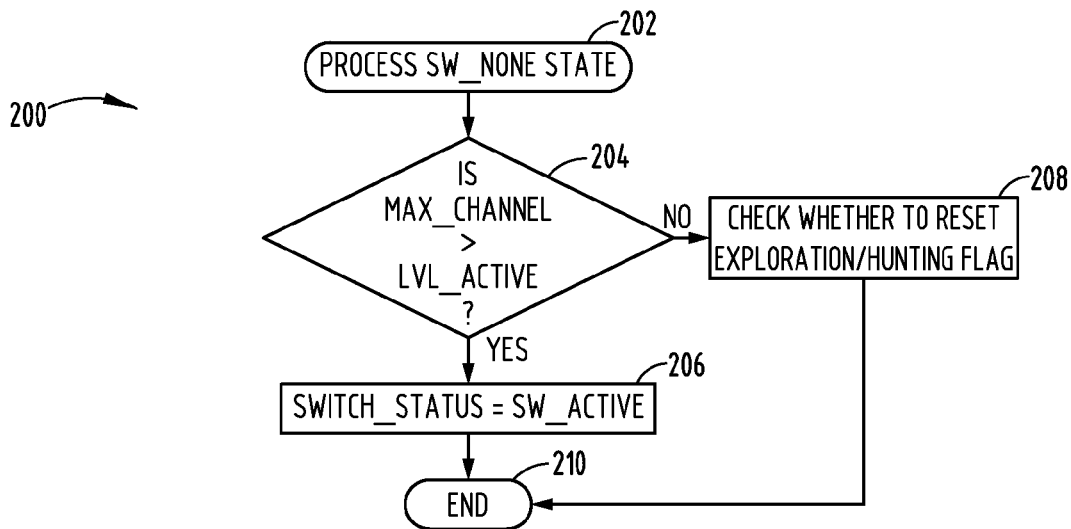 202
PROCESS SW_NONE STATE
200
204
IS
MAX_CHANNEL
>
LVL_ACTIVE
?
NO
208
CHECK WHETHER TO RESET
EXPLORATION/HUNTING FLAG
YES
206
SWITCH_STATUS = SW_ACTIVE
210
END